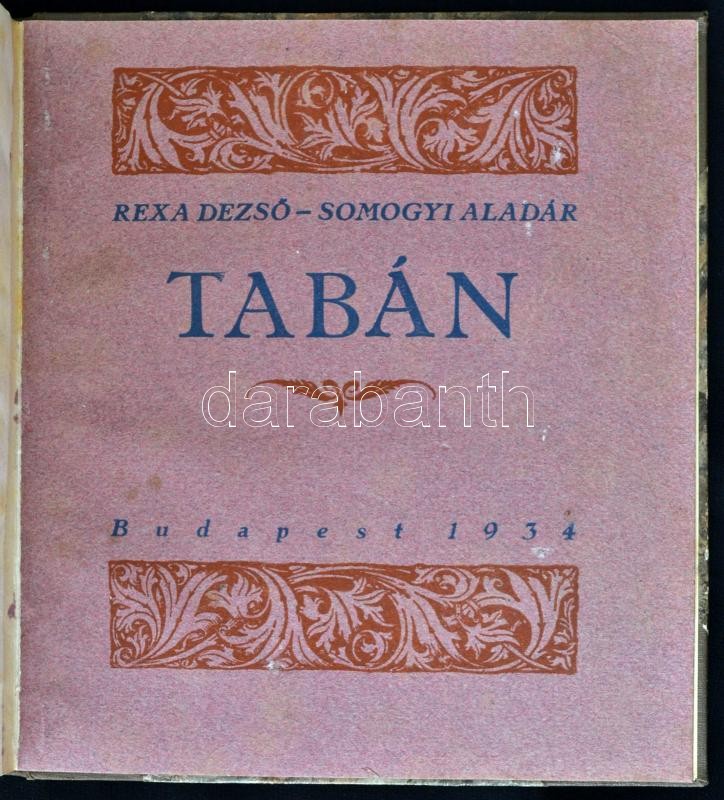 REXA DEZSŐ – SOMOGYI ALADÁR
TABÁN
darabanth
Budapest 1934